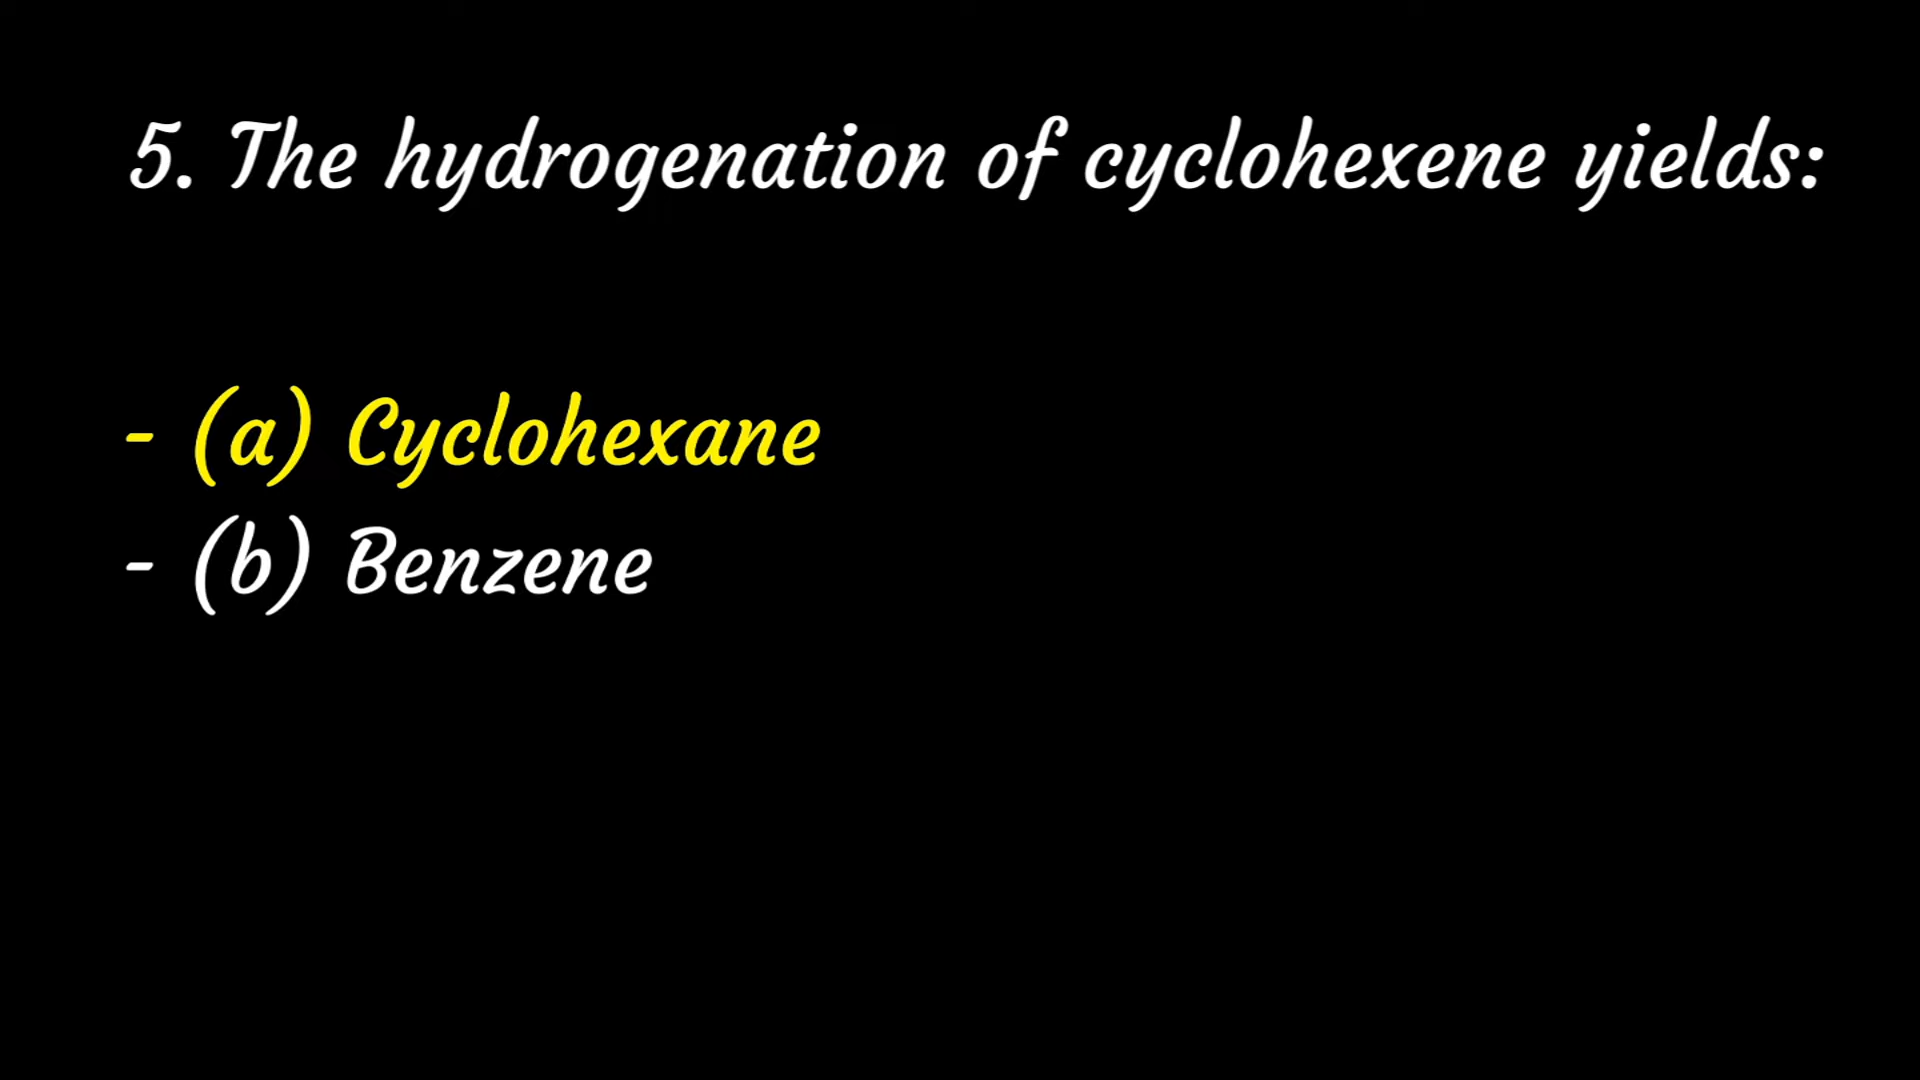 5. The hydrogenation of cyclohexene yields:
- (a) Cyclohexane
- (b) Benzene